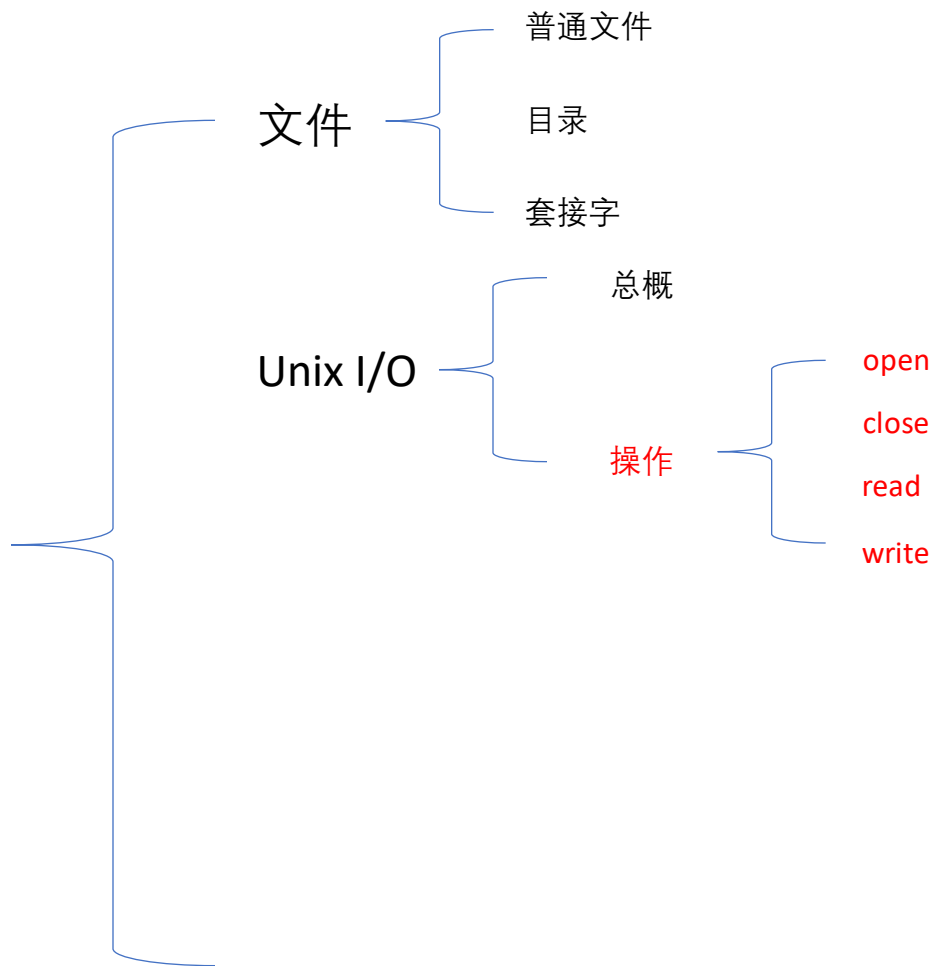 普通文件
文件
目录
套接字
总概
Unix I/O
open
close
操作
read
write